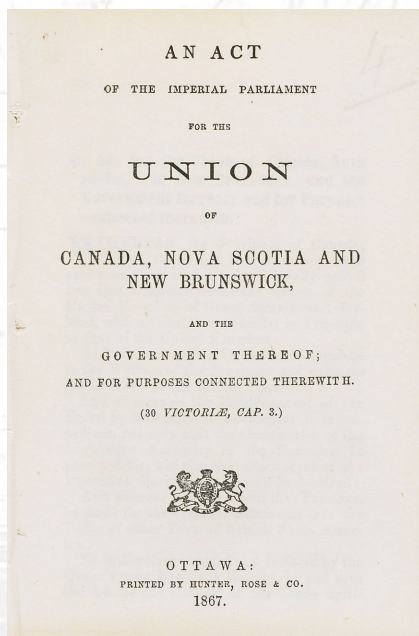 AN ACT
OF THE IMPERIAL PARLIAMENT
FOR THE
UNION
OF
CANADA, NOVA SCOTIA AND
NEW BRUNSWICK,
AND THE
GOVERNMENT THEREOF;
AND FOR PURPOSES CONNECTED THEREWITH.
(30 VICTORIÆ, CAP. 3.)
OTTAWA:
PRINTED BY HUNTER, ROSE & CO.
1867.